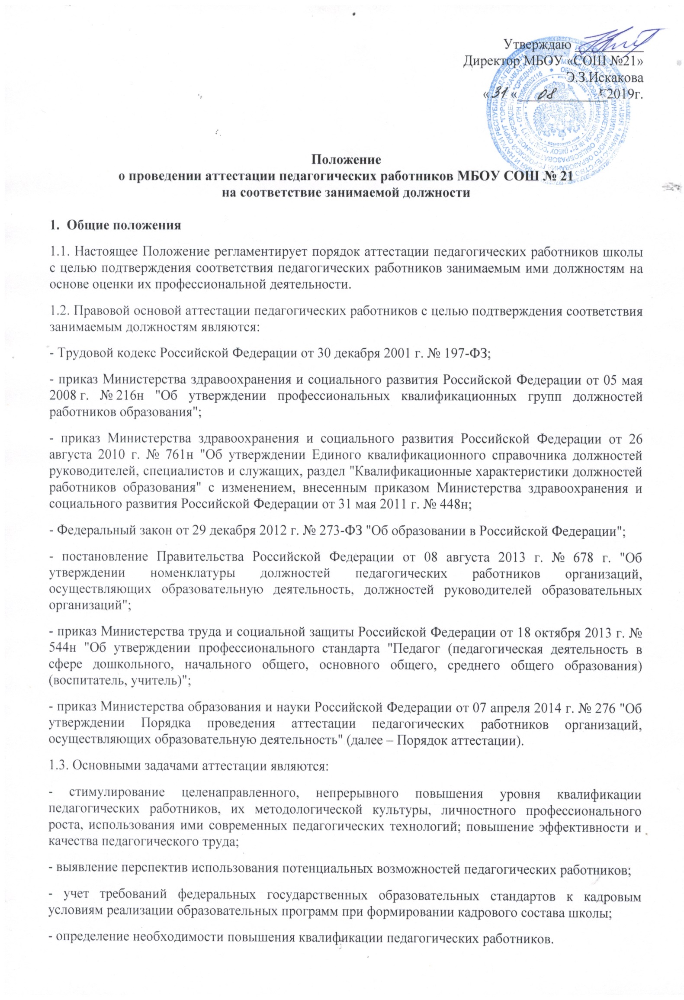 Утверждаю __________
Директор МБОУ «СОШ №21»
Э.З.Искакова
« 31 « 08 2019г.
Положение
о проведении аттестации педагогических работников МБОУ СОШ № 21
на соответствие занимаемой должности
1. Общие положения
1.1. Настоящее Положение регламентирует порядок аттестации педагогических работников школы
с целью подтверждения соответствия педагогических работников занимаемым ими должностям на
основе оценки их профессиональной деятельности.
1.2. Правовой основой аттестации педагогических работников с целью подтверждения соответствия
занимаемым должностям являются:
- Трудовой кодекс Российской Федерации от 30 декабря 2001 г. № 197-ФЗ;
- приказ Министерства здравоохранения и социального развития Российской Федерации от 05 мая
2008 г. № 216н "Об утверждении профессиональных квалификационных групп должностей
работников образования";
- приказ Министерства здравоохранения и социального развития Российской Федерации от 26
августа 2010 г. № 761н "Об утверждении Единого квалификационного справочника должностей
руководителей, специалистов и служащих, раздел "Квалификационные характеристики должностей
работников образования" с изменением, внесенным приказом Министерства здравоохранения и
социального развития Российской Федерации от 31 мая 2011 г. № 448н;
- Федеральный закон от 29 декабря 2012 г. № 273-ФЗ "Об образовании в Российской Федерации";
- постановление Правительства Российской Федерации от 08 августа 2013 г. № 678 г. "Об
утверждении номенклатуры должностей педагогических работников организаций,
осуществляющих образовательную деятельность, должностей руководителей образовательных
организаций";
- приказ Министерства труда и социальной защиты Российской Федерации от 18 октября 2013 г. №
544н "Об утверждении профессионального стандарта "Педагог (педагогическая деятельность в
сфере дошкольного, начального общего, основного общего, среднего общего образования)
(воспитатель, учитель)";
- приказ Министерства образования и науки Российской Федерации от 07 апреля 2014 г. № 276 "Об
утверждении Порядка проведения аттестации педагогических работников организаций,
осуществляющих образовательную деятельность" (далее – Порядок аттестации).
1.3. Основными задачами аттестации являются:
- стимулирование целенаправленного, непрерывного повышения уровня квалификации
педагогических работников, их методологической культуры, личностного профессионального
роста, использования ими современных педагогических технологий; повышение эффективности и
качества педагогического труда;
- выявление перспектив использования потенциальных возможностей педагогических работников;
- учет требований федеральных государственных образовательных стандартов к кадровым
условиям реализации образовательных программ при формировании кадрового состава школы;
- определение необходимости повышения квалификации педагогических работников.